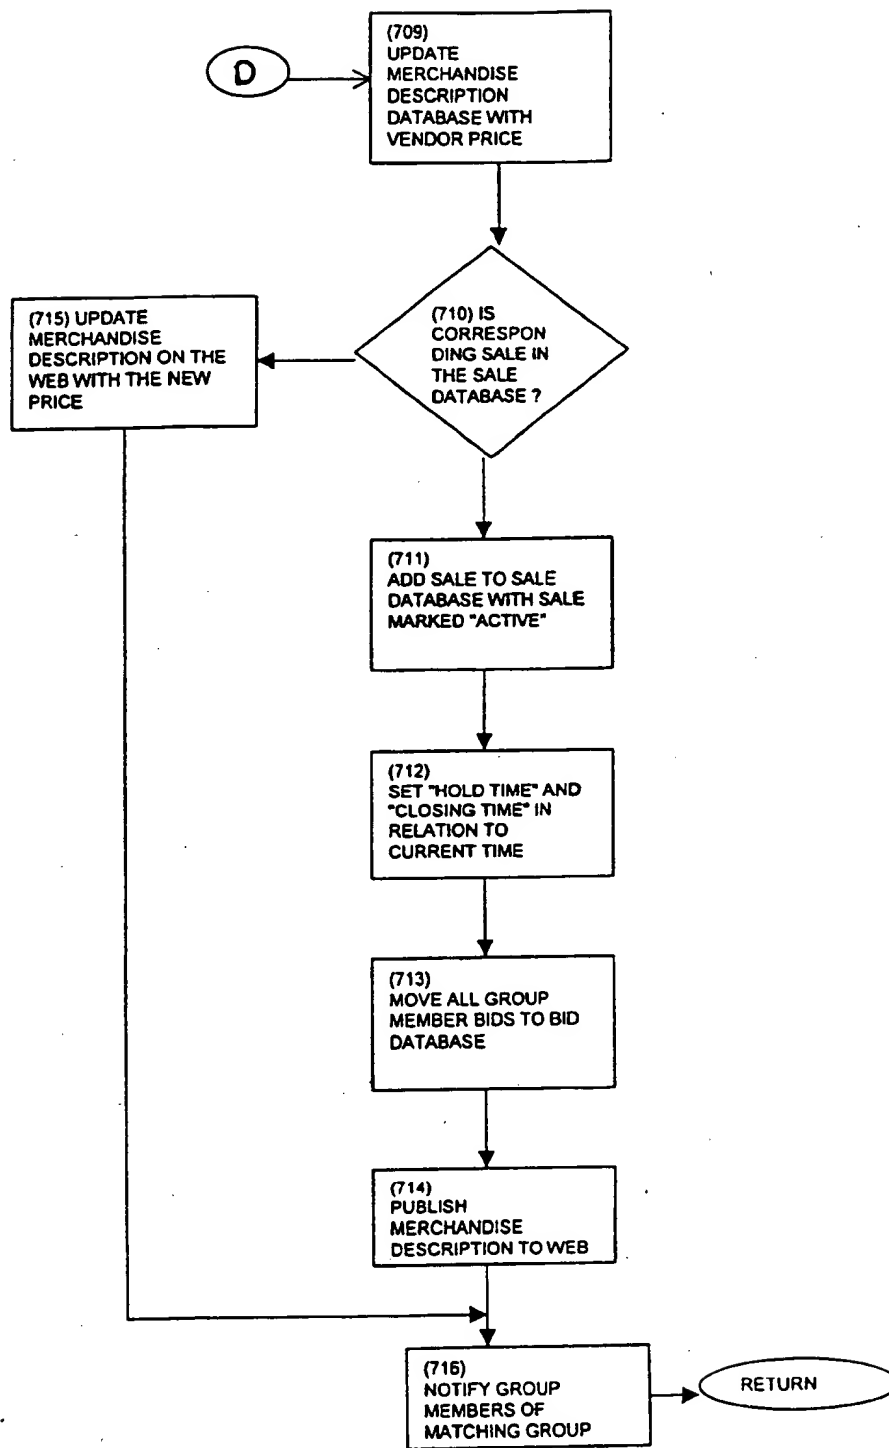 D
(709)
UPDATE
MERCHANDISE
DESCRIPTION
DATABASE WITH
VENDOR PRICE
(710) IS
CORRESPON
DING SALE IN
THE SALE
DATABASE ?
(715) UPDATE
MERCHANDISE
DESCRIPTION ON THE
WEB WITH THE NEW
PRICE
(711)
ADD SALE TO SALE
DATABASE WITH SALE
MARKED "ACTIVE"
(712)
SET "HOLD TIME" AND
"CLOSING TIME" IN
RELATION TO
CURRENT TIME
(713)
MOVE ALL GROUP
MEMBER BIDS TO BID
DATABASE
(714)
PUBLISH
MERCHANDISE
DESCRIPTION TO WEB
(716)
NOTIFY GROUP
MEMBERS OF
MATCHING GROUP
RETURN